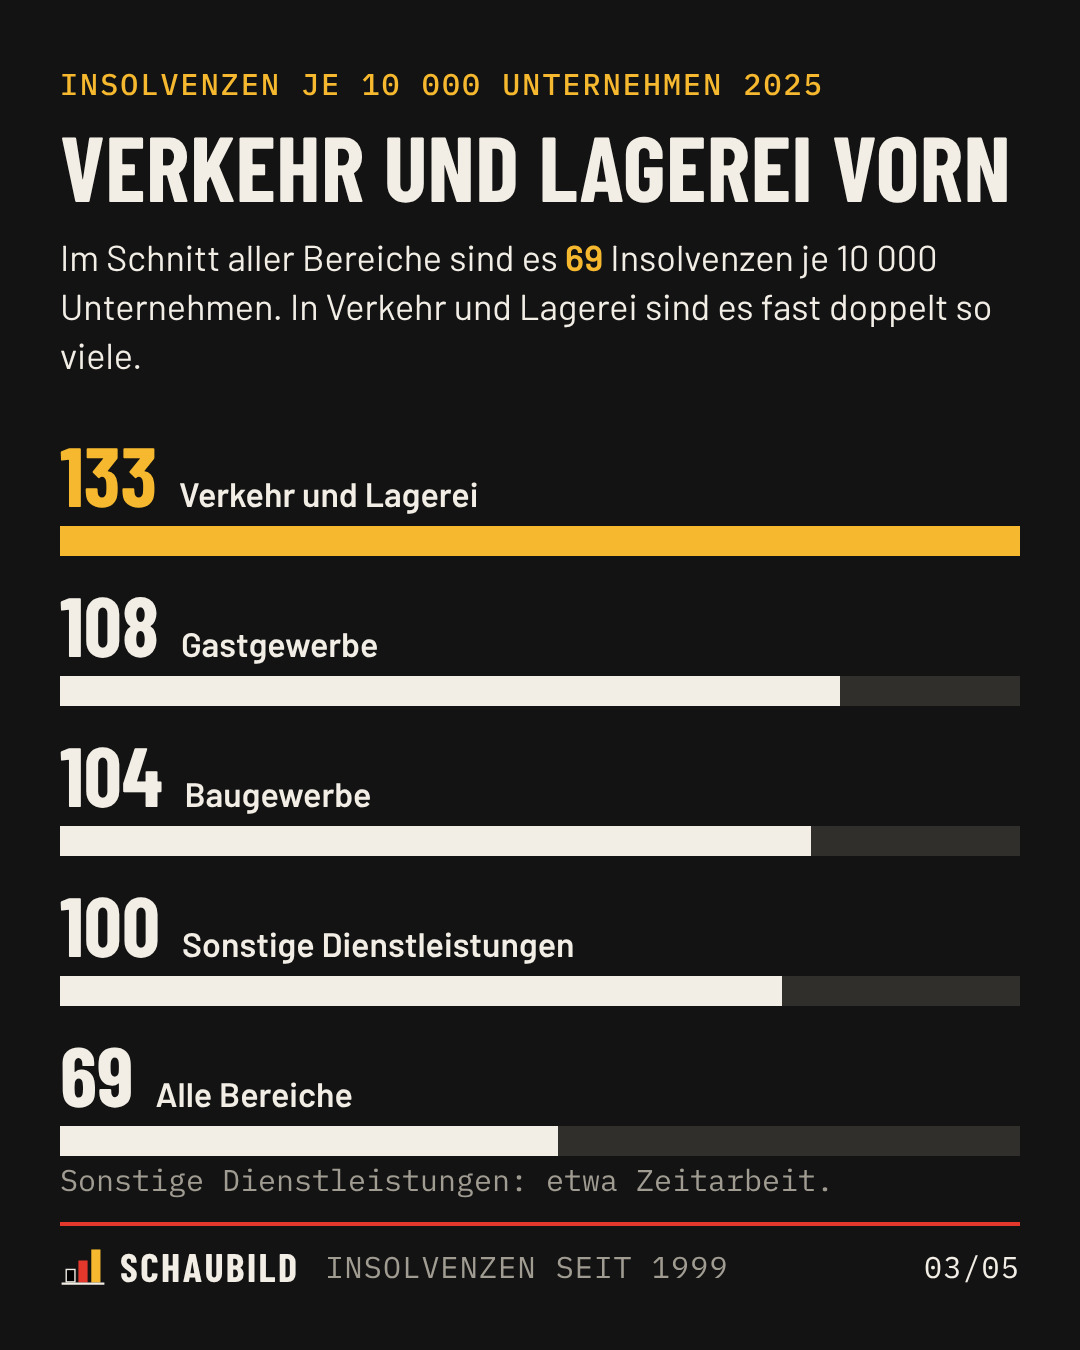 INSOLVENZEN JE 10 000 UNTERNEHMEN 2025
VERKEHR UND LAGEREI VORN
Im Schnitt aller Bereiche sind es 69 Insolvenzen je 10 000
Unternehmen. In Verkehr und Lagerei sind es fast doppelt so
viele.
133 Verkehr und Lagerei
108 Gastgewerbe
104 Baugewerbe
100 Sonstige Dienstleistungen
69 Alle Bereiche
Sonstige Dienstleistungen: etwa Zeitarbeit.
SCHAUBILD INSOLVENZEN SEIT 1999 03/05